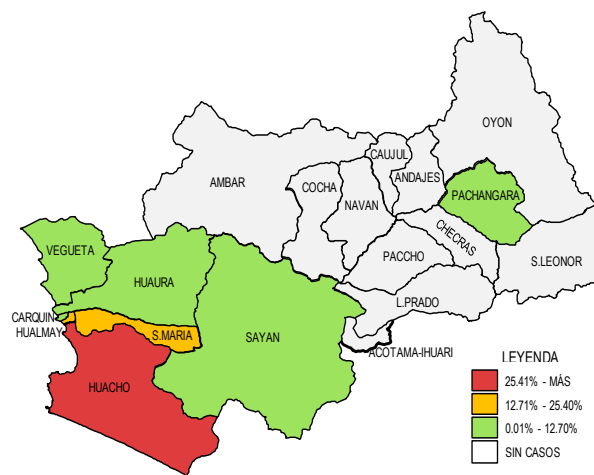 OYON
CAUJUL
ANDAJES
AMBAR
COCHA
NAVAN
PACHANGARA
CHECRAS
VEGUETA
PACCHO
S.LEONOR
HUAURA
L.PRADO
CARQUIN
HUALMAY
S.MARIA
SAYAN
ACOTAMA-IHUARI
HUACHO
LEYENDA
25.41% - MÁS
12.71% - 25.40%
0.01% - 12.70%
SIN CASOS